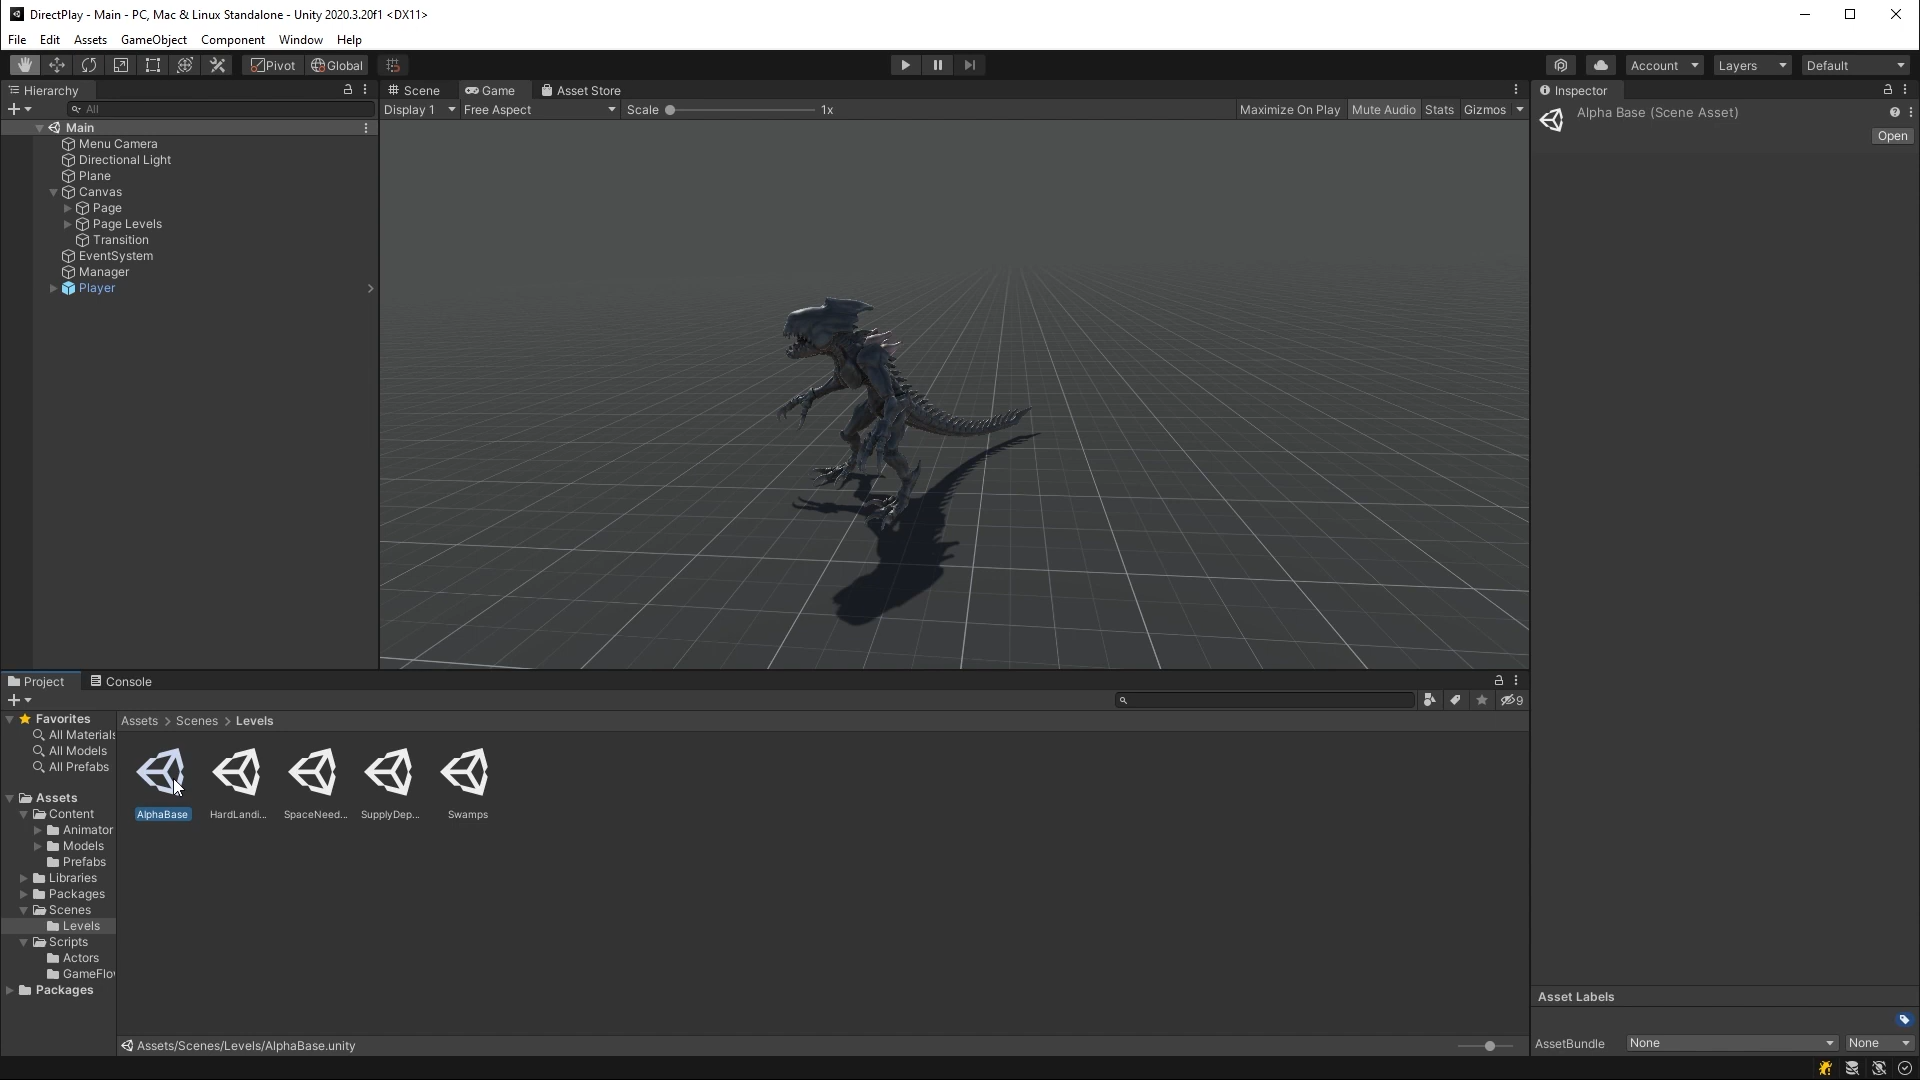 DirectPlay - Main - PC, Mac & Linux Standalone - Unity 2020.3.20f1 <DX11>
File Edit Assets GameObject Component Window Help
Pivot Global Account Layers Default
Hierarchy
All
Main
Menu Camera
Directional Light
Plane
Canvas
Page
Page Levels
Transition
EventSystem
Manager
Player
Scene Game Asset Store
Display 1 Free Aspect Scale 1x Maximize On Play Mute Audio Stats Gizmos
Inspector
Alpha Base (Scene Asset)
Open
Project Console
9
Favorites
All Materials
All Models
All Prefabs
Assets
Content
Animator
Models
Prefabs
Libraries
Packages
Scenes
Levels
Scripts
Actors
GameFlo
Packages
Assets > Scenes > Levels
AlphaBase HardLandi... SpaceNeed... SupplyDep... Swamps
Assets/Scenes/Levels/AlphaBase.unity
Asset Labels
AssetBundle None None